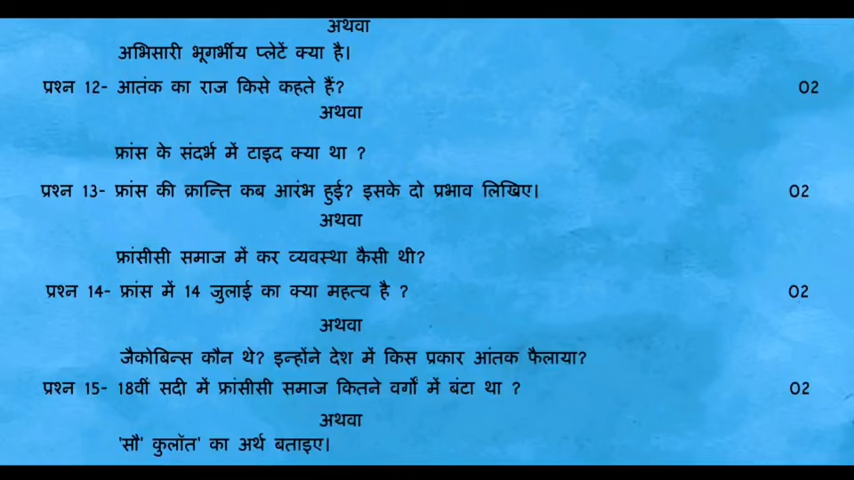 अथवा
अभिसारी भूगर्भीय प्लेटें क्या है।
प्रश्न 12- आतंक का राज किसे कहते हैं? 02
अथवा
फ्रांस के संदर्भ में टाइद क्या था ?
प्रश्न 13- फ्रांस की क्रान्ति कब आरंभ हुई? इसके दो प्रभाव लिखिए। 02
अथवा
फ्रांसीसी समाज में कर व्यवस्था कैसी थी?
प्रश्न 14- फ्रांस में 14 जुलाई का क्या महत्व है ? 02
अथवा
जैकोबिन्स कौन थे? इन्होंने देश में किस प्रकार आंतक फैलाया?
प्रश्न 15- 18वीं सदी में फ्रांसीसी समाज कितने वर्गों में बंटा था ? 02
अथवा
'सौ' कुलॉत' का अर्थ बताइए।